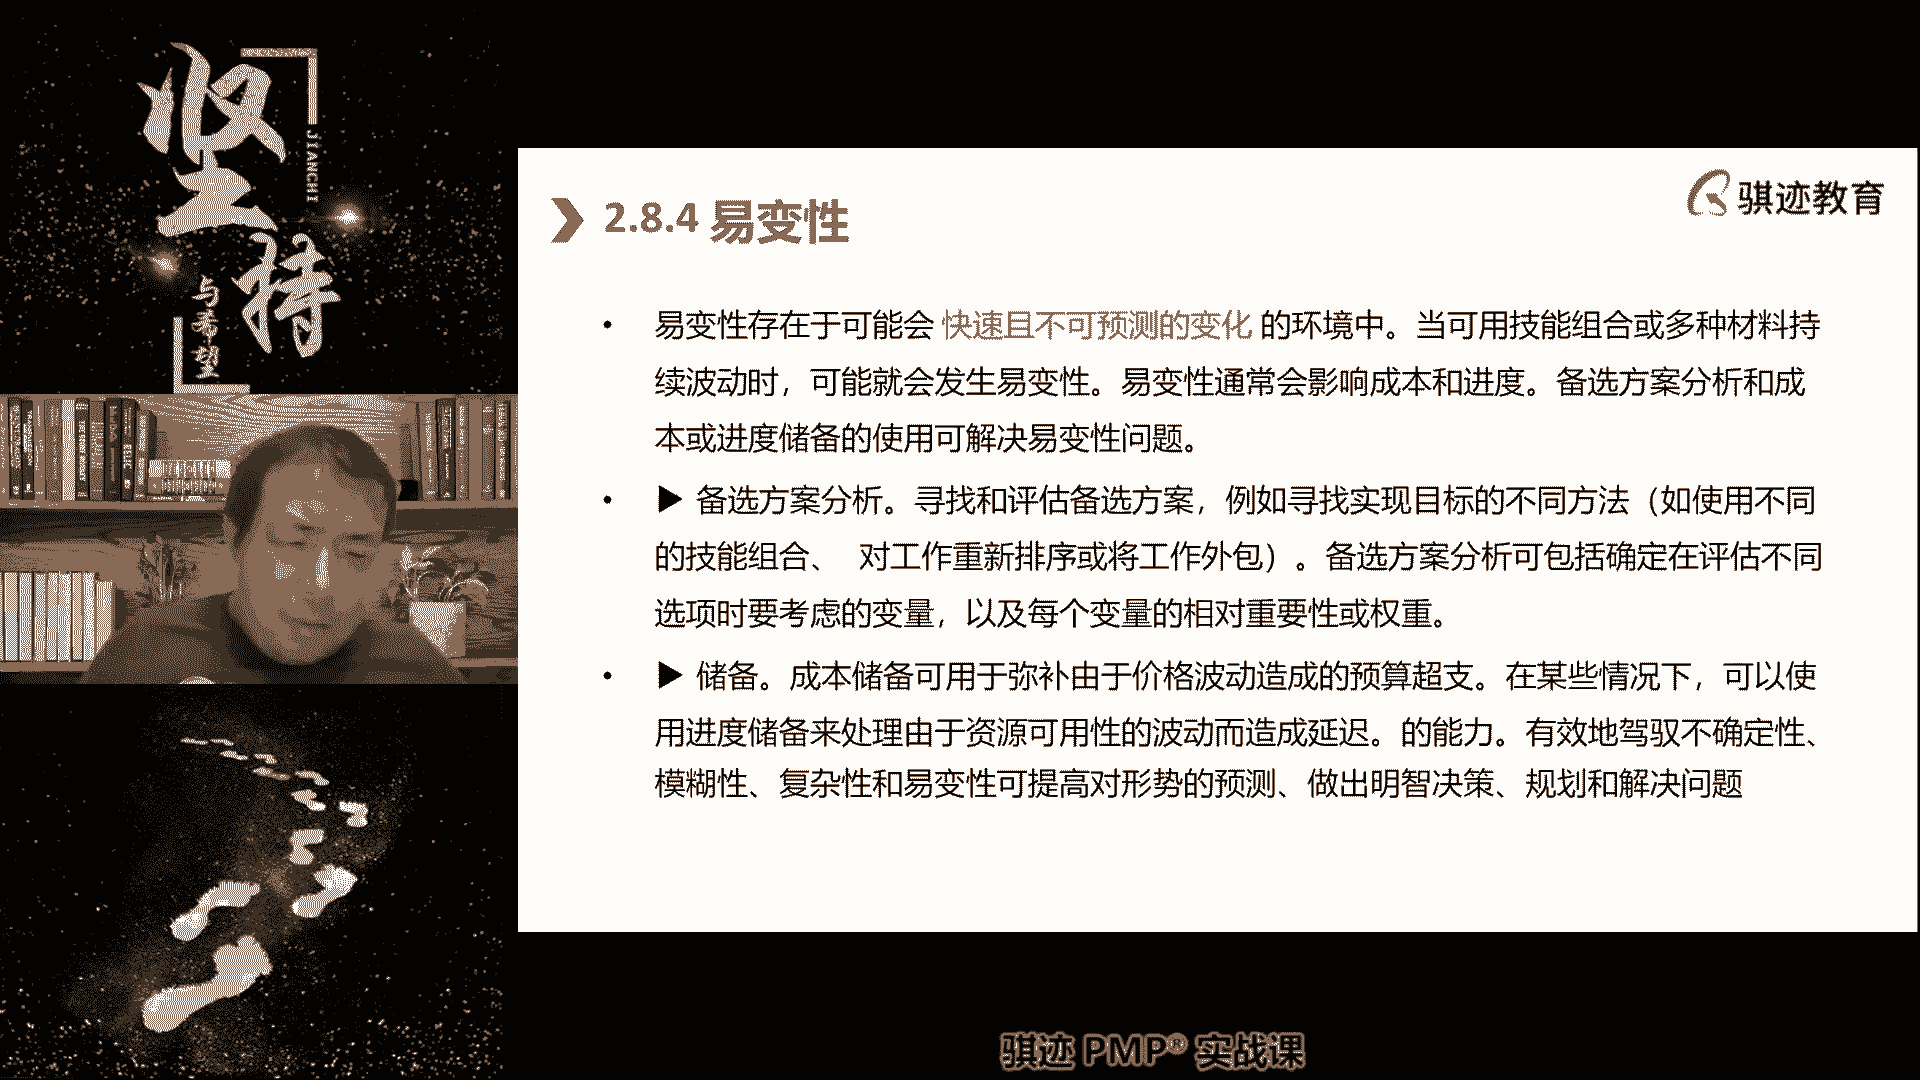 坚持
JIANCHI
与希望
骐迹教育
2.8.4 易变性
• 易变性存在于可能会 快速且不可预测的变化 的环境中。当可用技能组合或多种材料持
续波动时，可能就会发生易变性。易变性通常会影响成本和进度。备选方案分析和成
本或进度储备的使用可解决易变性问题。
• ▶ 备选方案分析。寻找和评估备选方案，例如寻找实现目标的不同方法（如使用不同
的技能组合、 对工作重新排序或将工作外包）。备选方案分析可包括确定在评估不同
选项时要考虑的变量，以及每个变量的相对重要性或权重。
• ▶ 储备。成本储备可用于弥补由于价格波动造成的预算超支。在某些情况下，可以使
用进度储备来处理由于资源可用性的波动而造成延迟。的能力。有效地驾驭不确定性、
模糊性、复杂性和易变性可提高对形势的预测、做出明智决策、规划和解决问题
骐迹 PMP® 实战课